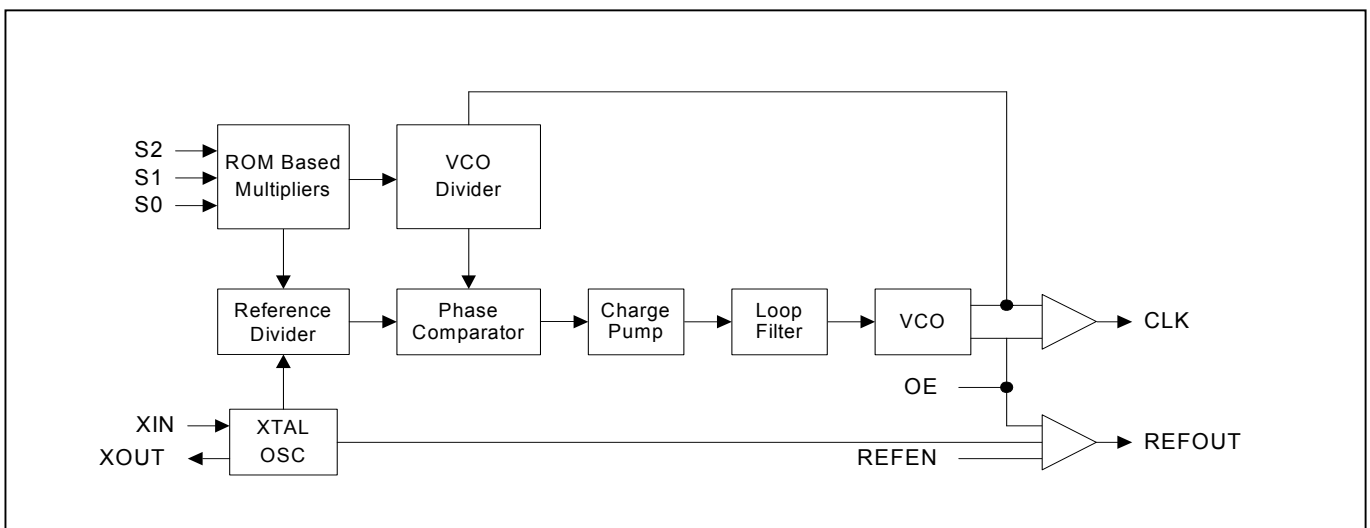 S2
S1
S0
ROM Based
Multipliers
VCO
Divider
Reference
Divider
Phase
Comparator
Charge
Pump
Loop
Filter
VCO
CLK
OE
XIN
XOUT
XTAL
OSC
REFEN
REFOUT